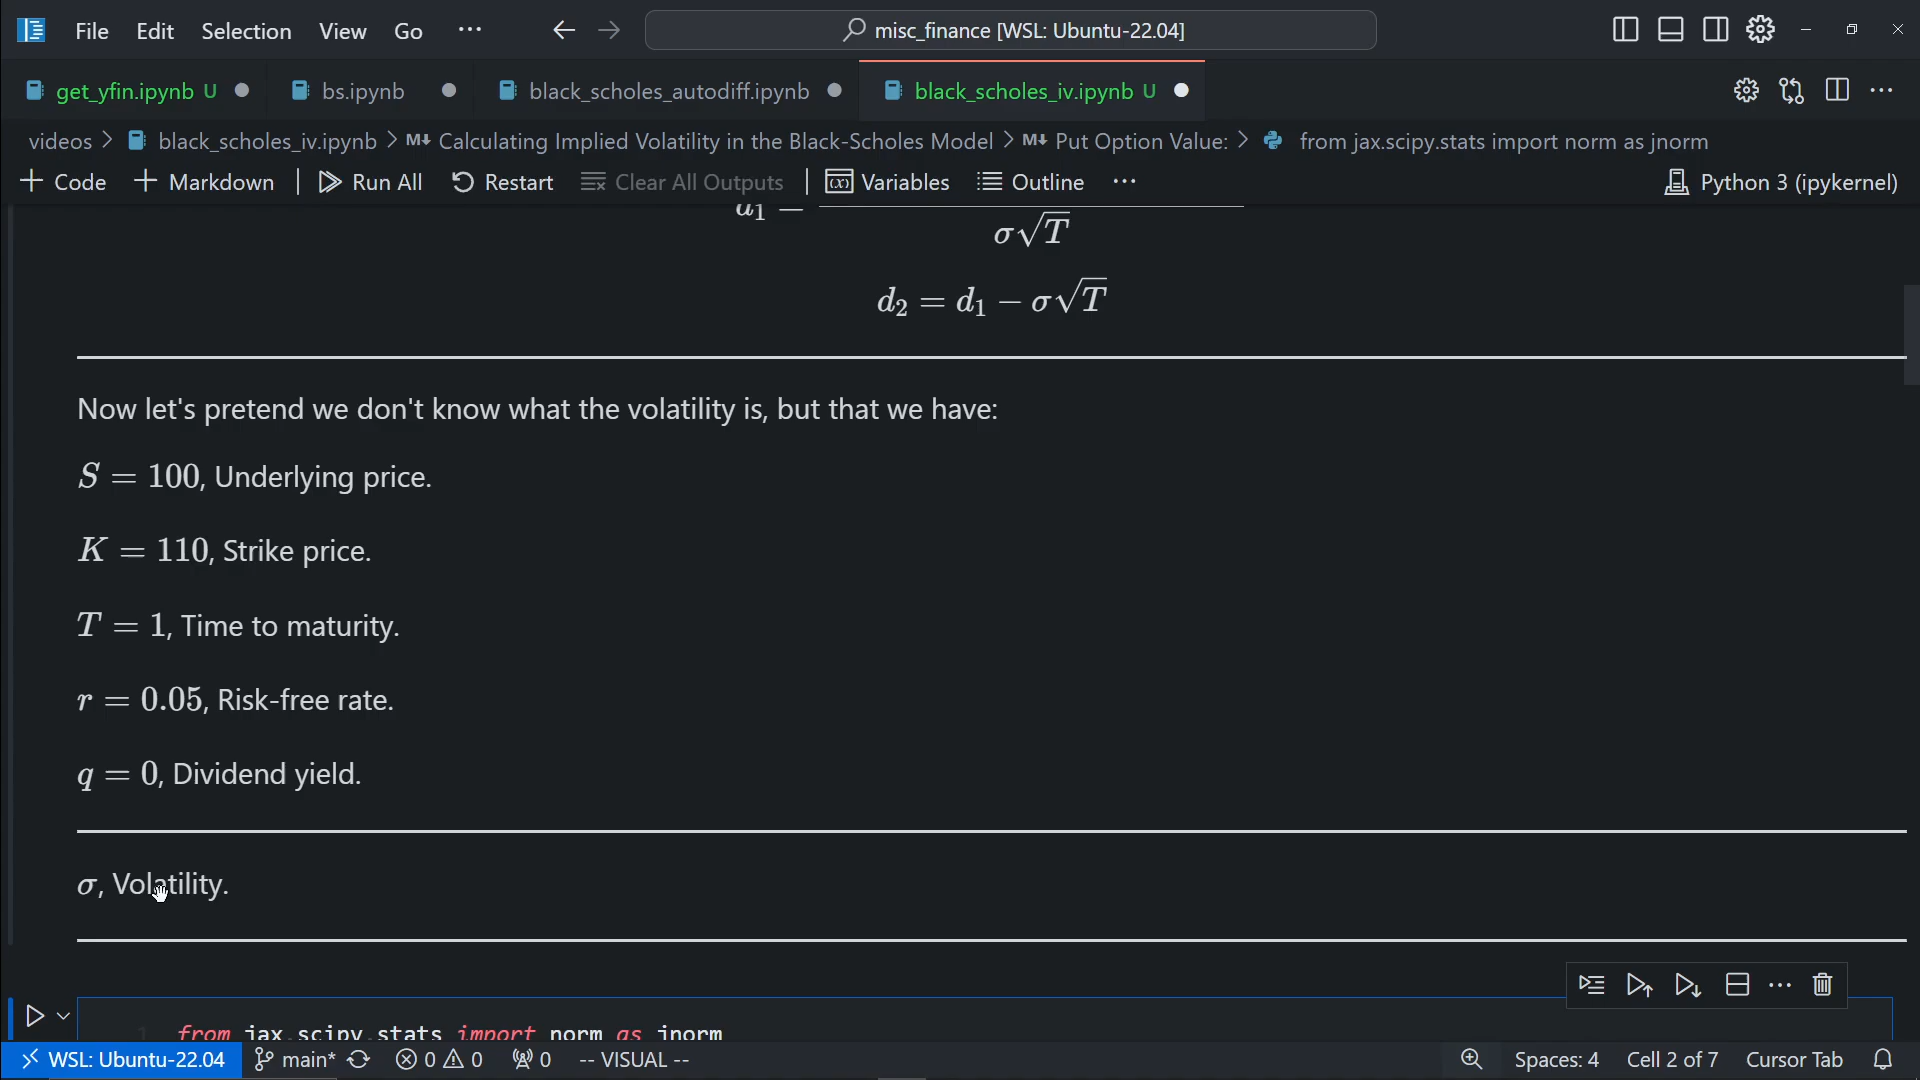 File Edit Selection View Go ··· misc_finance [WSL: Ubuntu-22.04]
get_yfin.ipynb U bs.ipynb black_scholes_autodiff.ipynb black_scholes_iv.ipynb U
videos > black_scholes_iv.ipynb > M↓ Calculating Implied Volatility in the Black-Scholes Model > M↓ Put Option Value: > from jax.scipy.stats import norm as jnorm
+ Code + Markdown | Run All Restart Clear All Outputs | Variables Outline ··· Python 3 (ipykernel)
d₁ =
σ√T
d₂ = d₁ − σ√T
Now let's pretend we don't know what the volatility is, but that we have:
S = 100, Underlying price.
K = 110, Strike price.
T = 1, Time to maturity.
r = 0.05, Risk-free rate.
q = 0, Dividend yield.
σ, Volatility.
1 from jax.scipy.stats import norm as jnorm
WSL: Ubuntu-22.04 main* 0 0 0 -- VISUAL -- Spaces: 4 Cell 2 of 7 Cursor Tab